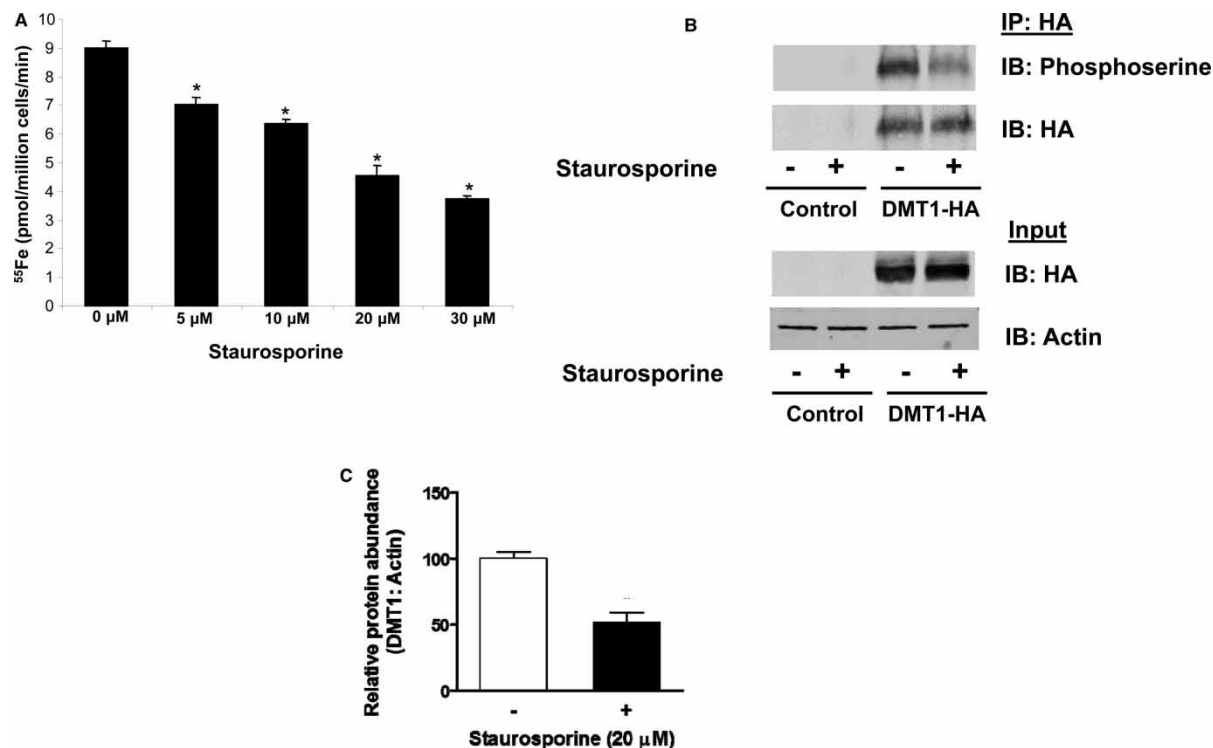 A
⁵⁵Fe (pmol/million cells/min)
10
9
8
7
6
5
4
3
2
1
0
*
*
*
*
0 µM 5 µM 10 µM 20 µM 30 µM
Staurosporine
B
IP: HA
IB: Phosphoserine
IB: HA
Staurosporine - + - +
Control DMT1-HA
Input
IB: HA
IB: Actin
Staurosporine - + - +
Control DMT1-HA
C
Relative protein abundance
(DMT1: Actin)
150
100
50
0
- +
Staurosporine (20 µM)